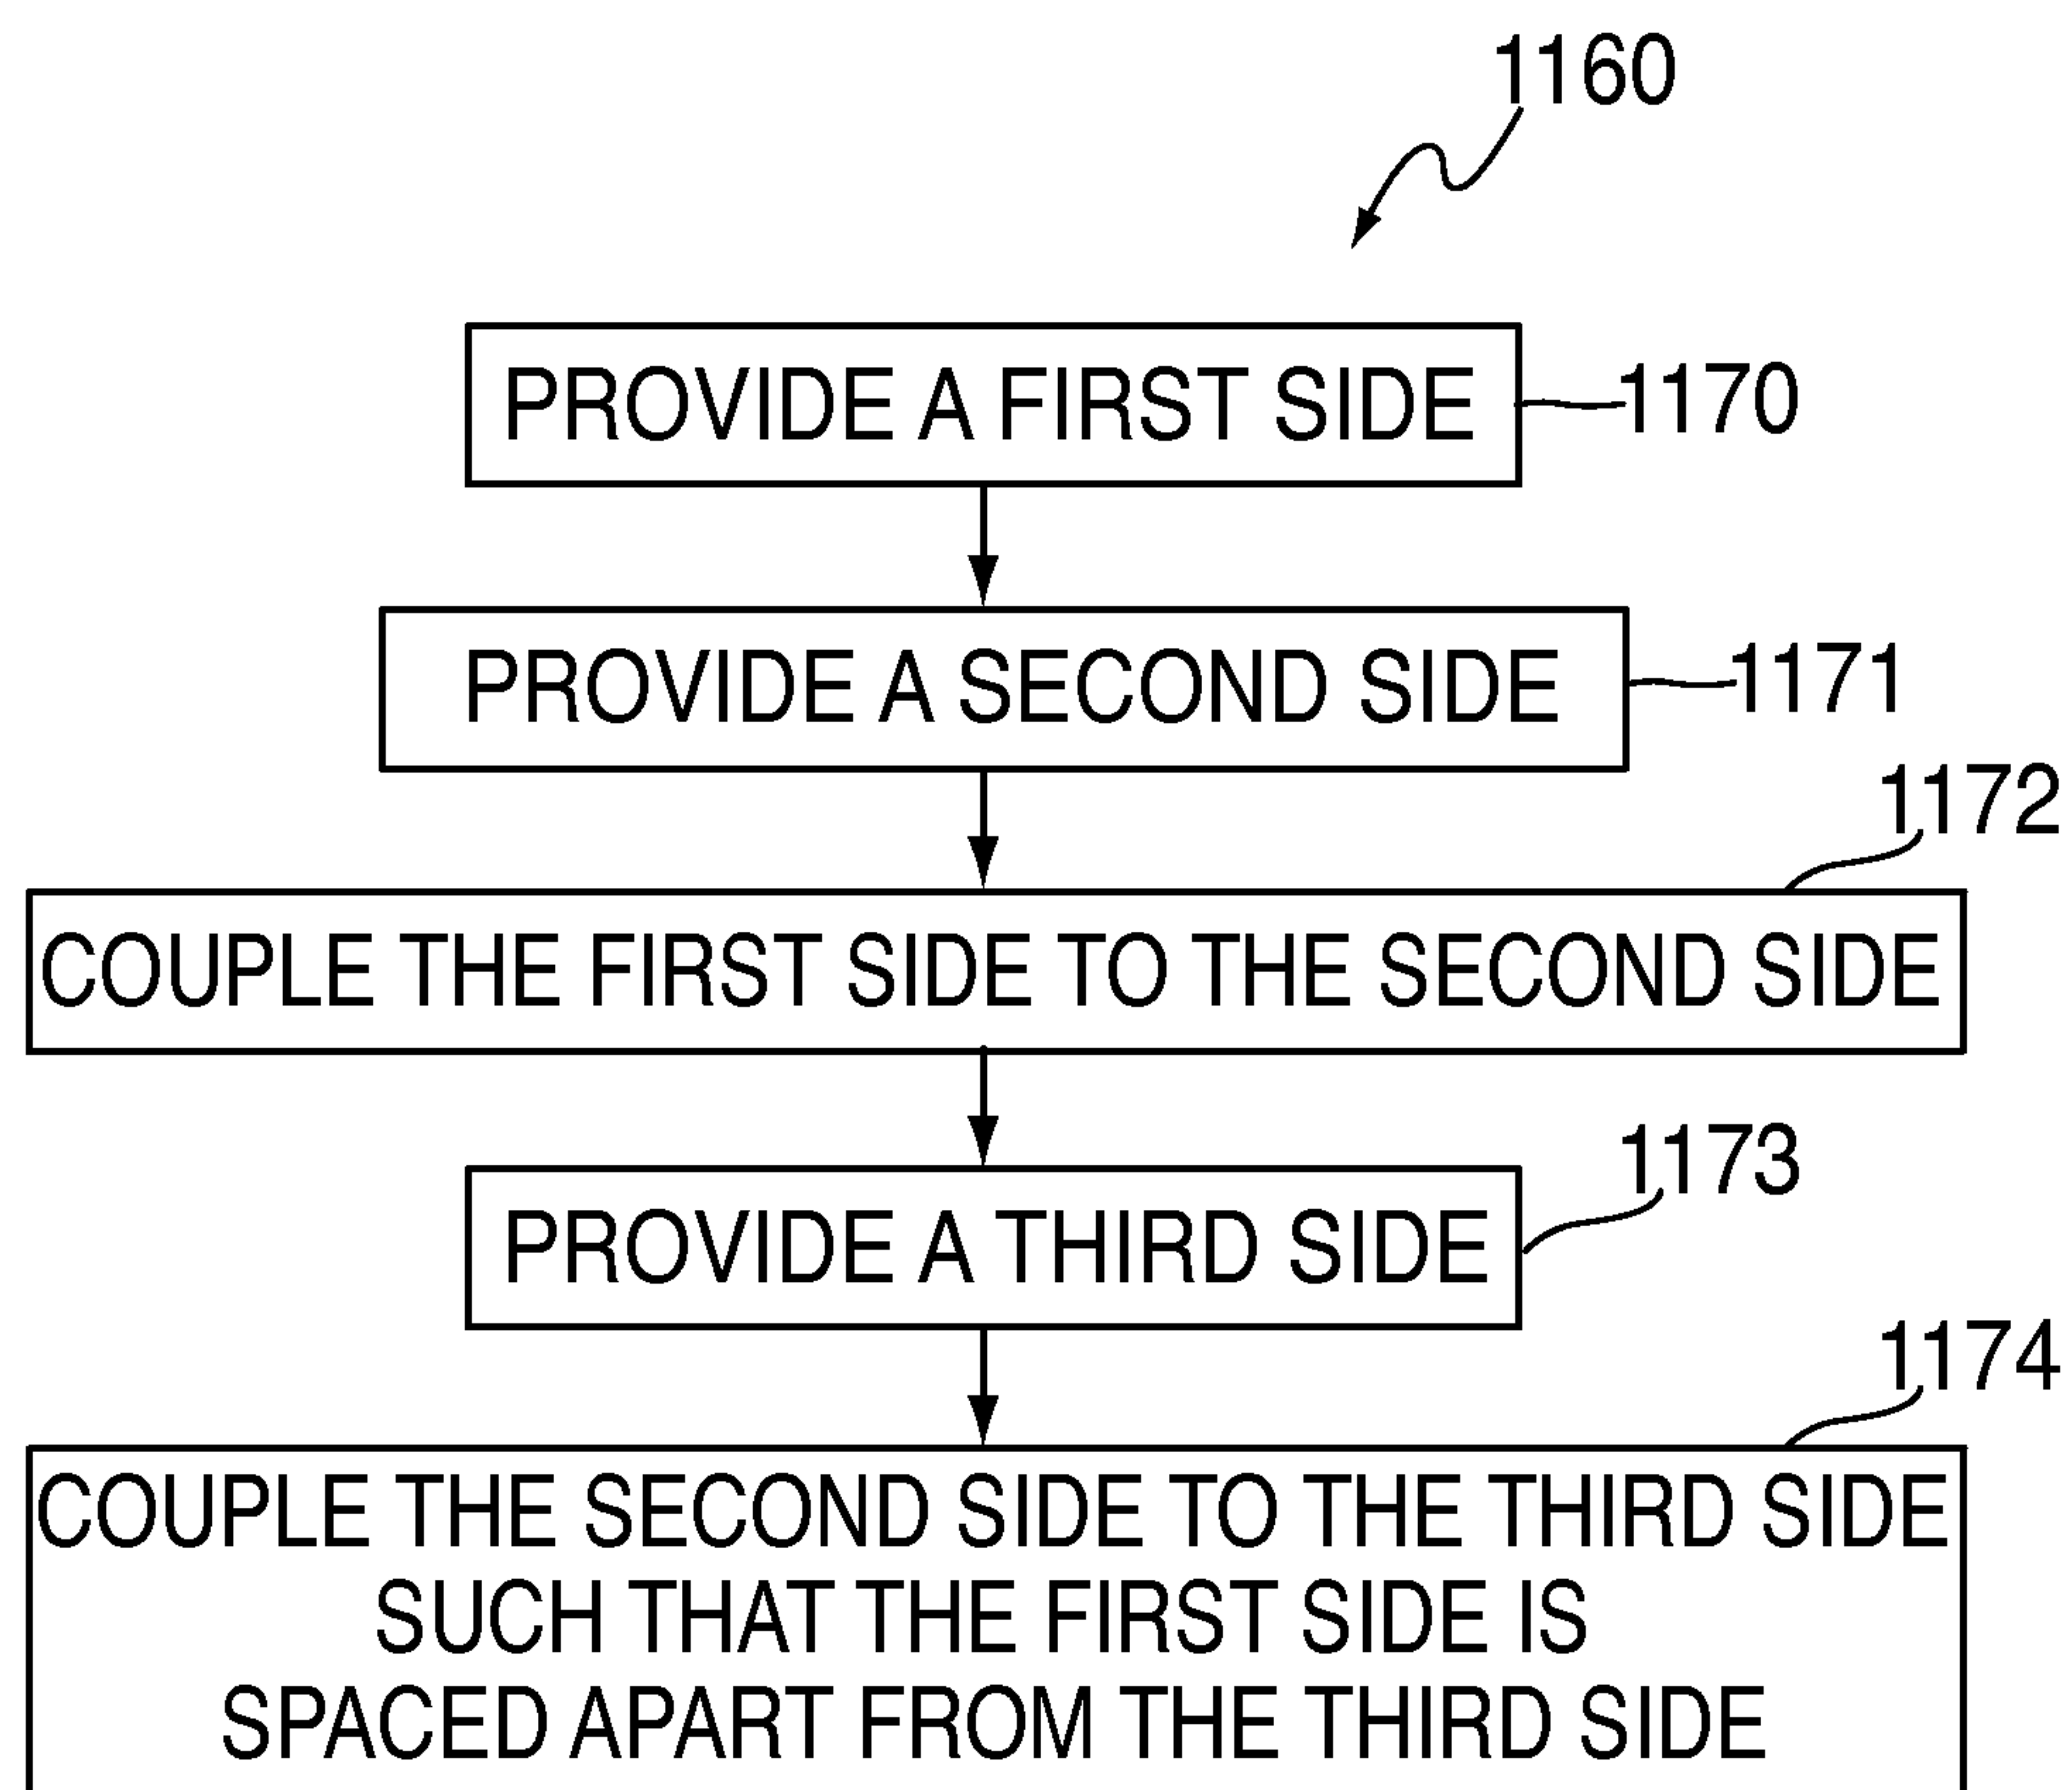 1160
PROVIDE A FIRST SIDE
1170
PROVIDE A SECOND SIDE
1171
1172
COUPLE THE FIRST SIDE TO THE SECOND SIDE
1173
PROVIDE A THIRD SIDE
1174
COUPLE THE SECOND SIDE TO THE THIRD SIDE
SUCH THAT THE FIRST SIDE IS
SPACED APART FROM THE THIRD SIDE